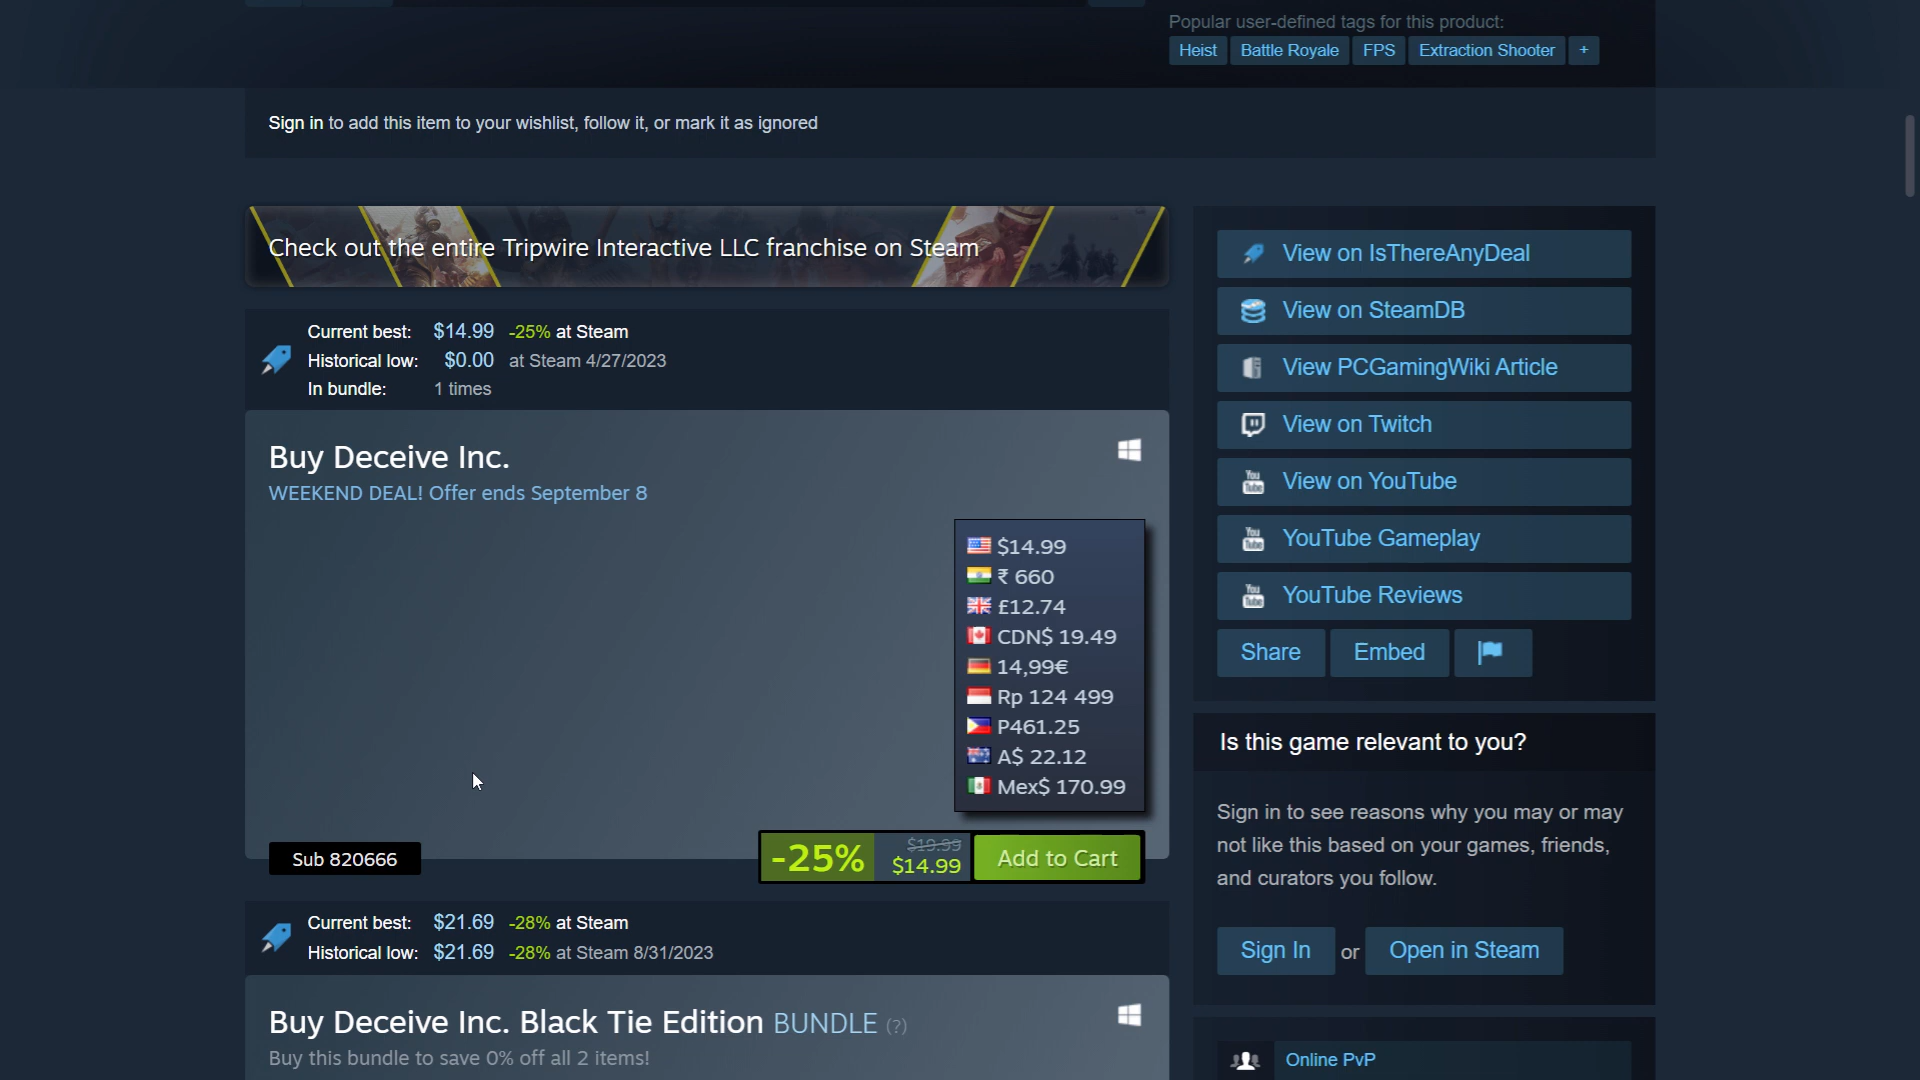 Popular user-defined tags for this product:
Heist Battle Royale FPS Extraction Shooter +
Sign in to add this item to your wishlist, follow it, or mark it as ignored
Check out the entire Tripwire Interactive LLC franchise on Steam
Current best: $14.99 -25% at Steam
Historical low: $0.00 at Steam 4/27/2023
In bundle: 1 times
Buy Deceive Inc.
WEEKEND DEAL! Offer ends September 8
$14.99
₹ 660
£12.74
CDN$ 19.49
14,99€
Rp 124 499
P461.25
A$ 22.12
Mex$ 170.99
Sub 820666
-25%
$19.99
$14.99
Add to Cart
Current best: $21.69 -28% at Steam
Historical low: $21.69 -28% at Steam 8/31/2023
Buy Deceive Inc. Black Tie Edition BUNDLE (?)
Buy this bundle to save 0% off all 2 items!
View on IsThereAnyDeal
View on SteamDB
View PCGamingWiki Article
View on Twitch
You Tube View on YouTube
You Tube YouTube Gameplay
You Tube YouTube Reviews
Share Embed
Is this game relevant to you?
Sign in to see reasons why you may or may
not like this based on your games, friends,
and curators you follow.
Sign In or Open in Steam
Online PvP